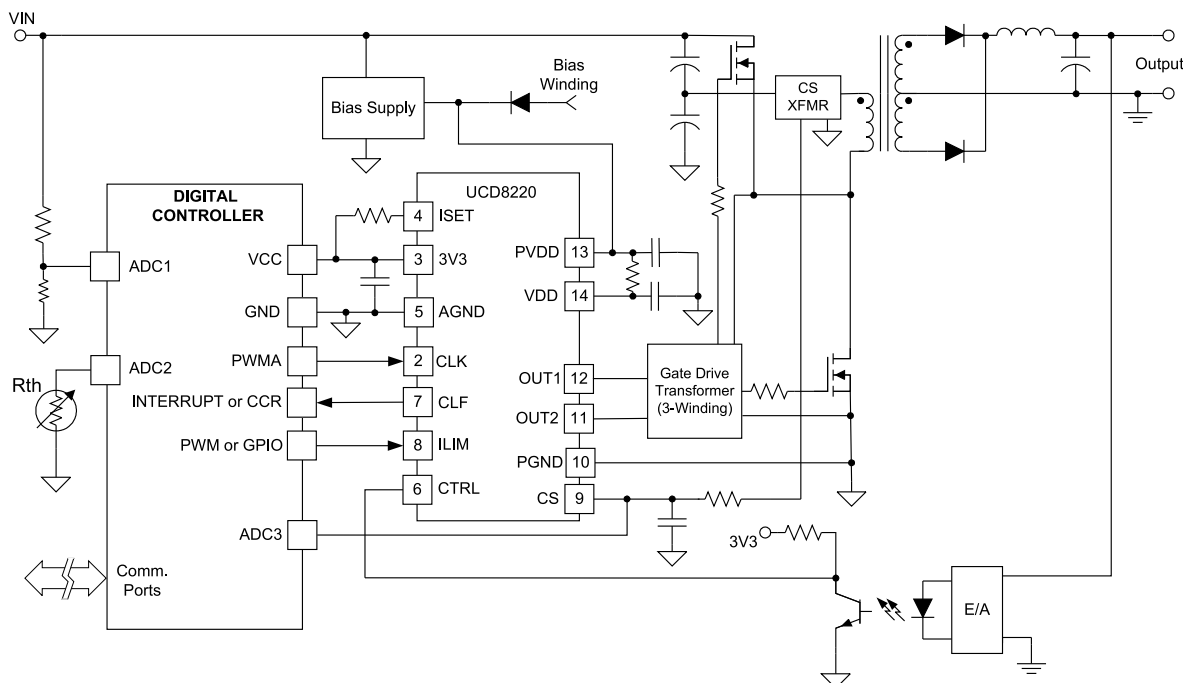 VIN
Bias Supply
Bias
Winding
CS
XFMR
Output
DIGITAL
CONTROLLER
UCD8220
ADC1
ADC2
Rth
VCC
GND
PWMA
INTERRUPT or CCR
PWM or GPIO
ADC3
Comm.
Ports
4 ISET
3 3V3
5 AGND
2 CLK
7 CLF
8 ILIM
6 CTRL
PVDD 13
VDD 14
OUT1 12
OUT2 11
PGND 10
CS 9
Gate Drive
Transformer
(3-Winding)
3V3
E/A